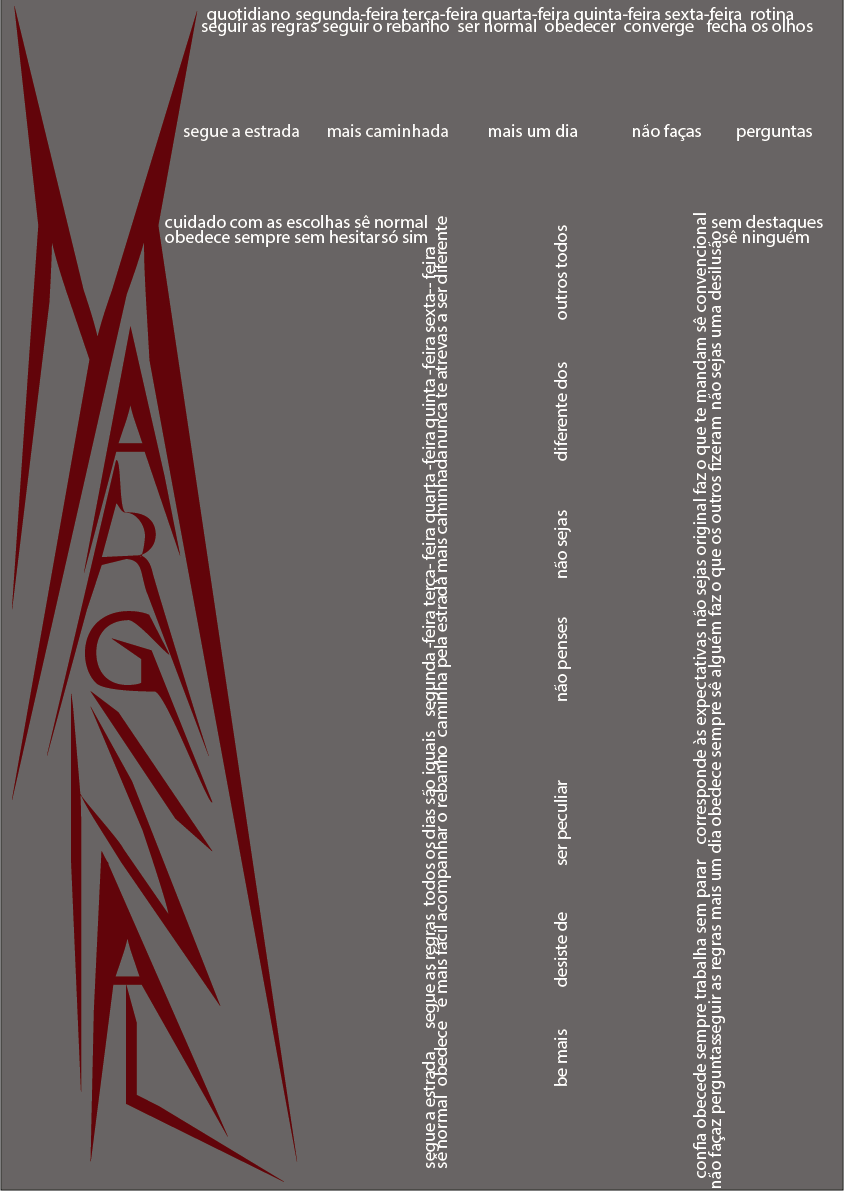 quotidiano segunda-feira terça-feira quarta-feira quinta-feira sexta-feira rotina
seguir as regras seguir o rebanho ser normal obedecer converge fecha os olhos
segue a estrada mais caminhada mais um dia não faças perguntas
cuidado com as escolhas sê normal
obedece sempre sem hesitar só sim
sem destaques
sê ninguém
MARGINAL
segue a estrada segue as regras todos os dias são iguais segunda -feira terça- feira quarta -feira quinta -feira sexta-- feira
sê normal obedece é mais fácil acompanhar o rebanho caminha pela estrada mais caminhada nunca te atrevas a ser diferente
be mais desiste de ser peculiar não penses não sejas diferente dos outros todos
confia obecede sempre trabalha sem parar corresponde às expectativas não sejas original faz o que te mandam sê convencional
não façaz perguntas seguir as regras mais um dia obedece sempre sê alguém faz o que os outros fizeram não sejas uma desilusão